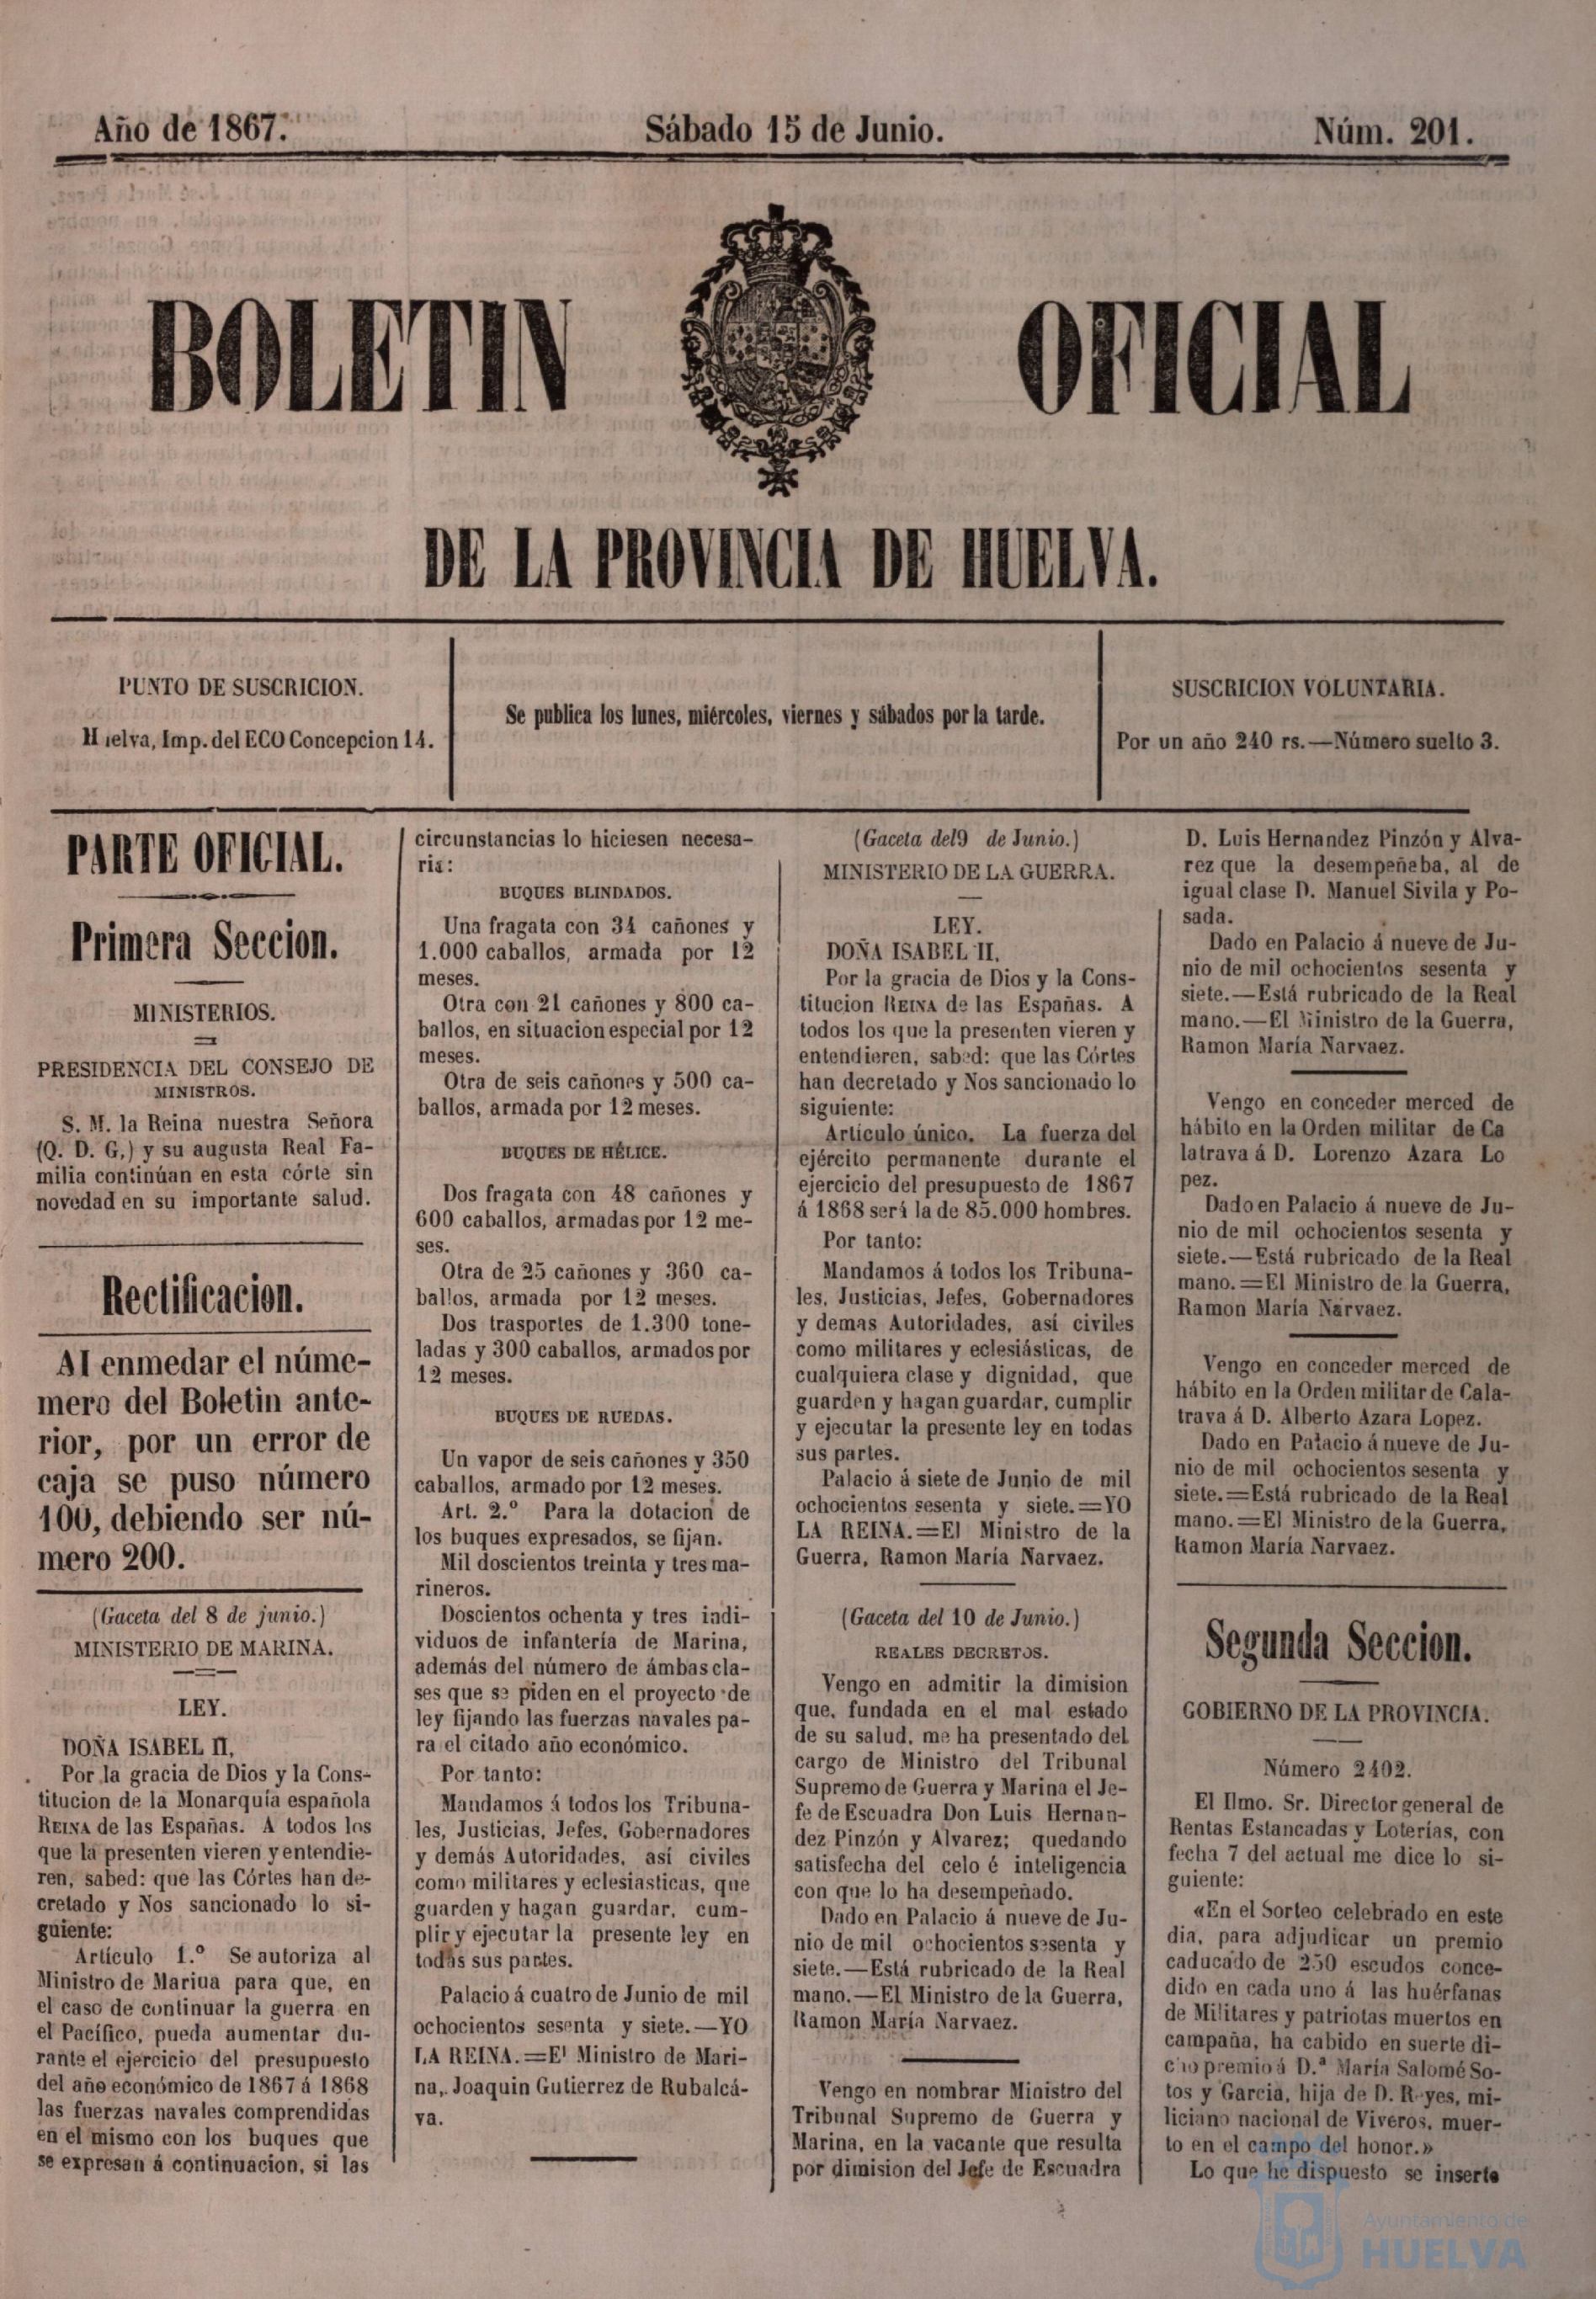 Año de 1867.
Sábado 15 de Junio.
Núm. 201.
BOLETIN OFICIAL
DE LA PROVINCIA DE HUELVA.
PUNTO DE SUSCRICION.
H ielva, Imp. del ECO Concepcion 14.
Se publica los lunes, miércoles, viernes y sábados por la tarde.
SUSCRICION VOLUNTARIA.
Por un año 240 rs.—Número suelto 3.
PARTE OFICIAL.
Primera Seccion.
MINISTERIOS.
PRESIDENCIA DEL CONSEJO DE
MINISTROS.
S. M. la Reina nuestra Señora
(Q. D. G.) y su augusta Real Fa-
milia continúan en esta córte sin
novedad en su importante salud.
Rectificacion.
Al enmedar el núme-
mero del Boletin ante-
rior, por un error de
caja se puso número
100, debiendo ser nú-
mero 200.
(Gaceta del 8 de junio.)
MINISTERIO DE MARINA.
LEY.
DOÑA ISABEL II,
Por la gracia de Dios y la Cons-
titucion de la Monarquía española
REINA de las Españas. A todos los
que la presenten vieren y entendie-
ren, sabed: que las Córtes han de-
cretado y Nos sancionado lo si-
guiente:
Artículo 1.º Se autoriza al
Ministro de Marina para que, en
el caso de continuar la guerra en
el Pacífico, pueda aumentar du-
rante el ejercicio del presupuesto
del año económico de 1867 á 1868
las fuerzas navales comprendidas
en el mismo con los buques que
se expresan á continuacion, si las
circunstancias lo hiciesen necesa-
ria:
BUQUES BLINDADOS.
Una fragata con 34 cañones y
1.000 caballos, armada por 12
meses.
Otra con 21 cañones y 800 ca-
ballos, en situacion especial por 12
meses.
Otra de seis cañones y 500 ca-
ballos, armada por 12 meses.
BUQUES DE HÉLICE.
Dos fragata con 48 cañones y
600 caballos, armadas por 12 me-
ses.
Otra de 25 cañones y 360 ca-
ballos, armada por 12 meses.
Dos trasportes de 1.300 tone-
ladas y 300 caballos, armados por
12 meses.
BUQUES DE RUEDAS.
Un vapor de seis cañones y 350
caballos, armado por 12 meses.
Art. 2.º Para la dotacion de
los buques expresados, se fijan.
Mil doscientos treinta y tres ma-
rineros.
Doscientos ochenta y tres indi-
viduos de infantería de Marina,
además del número de ámbas cla-
ses que se piden en el proyecto de
ley fijando las fuerzas navales pa-
ra el citado año económico.
Por tanto:
Mandamos á todos los Tribuna-
les, Justicias, Jefes, Gobernadores
y demás Autoridades, así civiles
como militares y eclesiásticas, que
guarden y hagan guardar, cum-
plir y ejecutar la presente ley en
todas sus partes.
Palacio á cuatro de Junio de mil
ochocientos sesenta y siete.—YO
LA REINA.=El Ministro de Mari-
na, Joaquin Gutierrez de Rubalcá-
va.
(Gaceta del9 de Junio.)
MINISTERIO DE LA GUERRA.
LEY.
DOÑA ISABEL II,
Por la gracia de Dios y la Cons-
titucion REINA de las Españas. A
todos los que la presenten vieren y
entendieren, sabed: que las Córtes
han decretado y Nos sancionado lo
siguiente:
Artículo único. La fuerza del
ejército permanente durante el
ejercicio del presupuesto de 1867
á 1868 será la de 85.000 hombres.
Por tanto:
Mandamos á todos los Tribuna-
les, Justicias, Jefes, Gobernadores
y demas Autoridades, así civiles
como militares y eclesiásticas, de
cualquiera clase y dignidad, que
guarden y hagan guardar, cumplir
y ejecutar la presente ley en todas
sus partes.
Palacio á siete de Junio de mil
ochocientos sesenta y siete.=YO
LA REINA.=El Ministro de la
Guerra, Ramon María Narvaez.
(Gaceta del 10 de Junio.)
REALES DECRETOS.
Vengo en admitir la dimision
que, fundada en el mal estado
de su salud, me ha presentado del
cargo de Ministro del Tribunal
Supremo de Guerra y Marina el Je-
fe de Escuadra Don Luis Hernan-
dez Pinzón y Alvarez; quedando
satisfecha del celo é inteligencia
con que lo ha desempeñado.
Dado en Palacio á nueve de Ju-
nio de mil ochocientos sesenta y
siete.—Está rubricado de la Real
mano.—El Ministro de la Guerra,
Ramon María Narvaez.
Vengo en nombrar Ministro del
Tribunal Supremo de Guerra y
Marina, en la vacante que resulta
por dimision del Jefe de Escuadra
D. Luis Hernandez Pinzón y Alva-
rez que la desempeñaba, al de
igual clase D. Manuel Sivila y Po-
sada.
Dado en Palacio á nueve de Ju-
nio de mil ochocientos sesenta y
siete.—Está rubricado de la Real
mano.—El Ministro de la Guerra,
Ramon María Narvaez.
Vengo en conceder merced de
hábito en la Orden militar de Ca
latrava á D. Lorenzo Azara Lo
pez.
Dado en Palacio á nueve de Ju-
nio de mil ochocientos sesenta y
siete.—Está rubricado de la Real
mano.=El Ministro de la Guerra,
Ramon María Narvaez.
Vengo en conceder merced de
hábito en la Orden militar de Cala-
trava á D. Alberto Azara Lopez.
Dado en Palacio á nueve de Ju-
nio de mil ochocientos sesenta y
siete.=Está rubricado de la Real
mano.=El Ministro de la Guerra,
Ramon María Narvaez.
Segunda Seccion.
GOBIERNO DE LA PROVINCIA.
Número 2402.
El Ilmo. Sr. Director general de
Rentas Estancadas y Loterías, con
fecha 7 del actual me dice lo si-
guiente:
«En el Sorteo celebrado en este
dia, para adjudicar un premio
caducado de 250 escudos conce-
dido en cada uno á las huérfanas
de Militares y patriotas muertos en
campaña, ha cabido en suerte di-
c'io premio á D.ª María Salomé So-
tos y Garcia, hija de D. Reyes, mi-
liciano nacional de Viveros, muer-
to en el campo del honor.»
Lo que he dispuesto se inserte
Ayuntamiento de
HUELVA